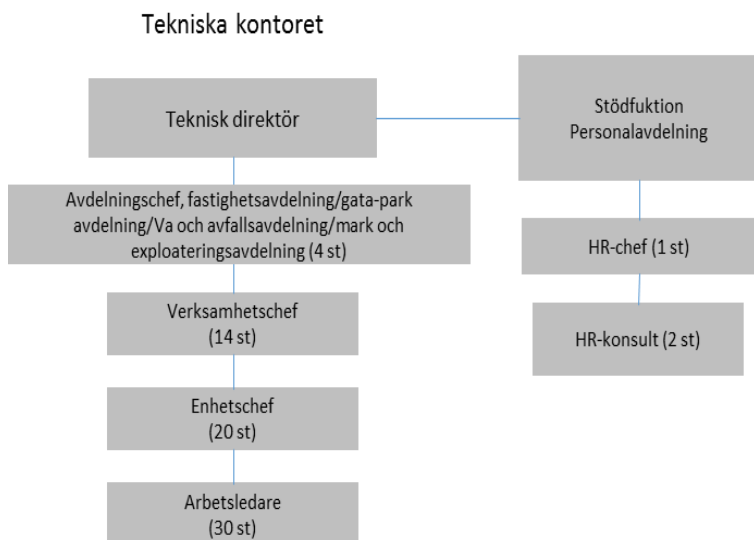 Tekniska kontoret
Teknisk direktör
Stödfuktion
Personalavdelning
Avdelningschef, fastighetsavdelning/gata-park
avdelning/Va och avfallsavdelning/mark och
exploateringsavdelning (4 st)
HR-chef (1 st)
Verksamhetschef
(14 st)
HR-konsult (2 st)
Enhetschef
(20 st)
Arbetsledare
(30 st)